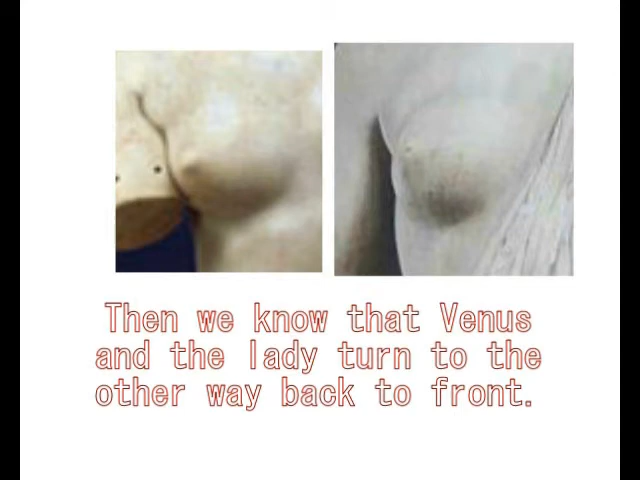 Then we know that Venus
and the lady turn to the
other way back to front.